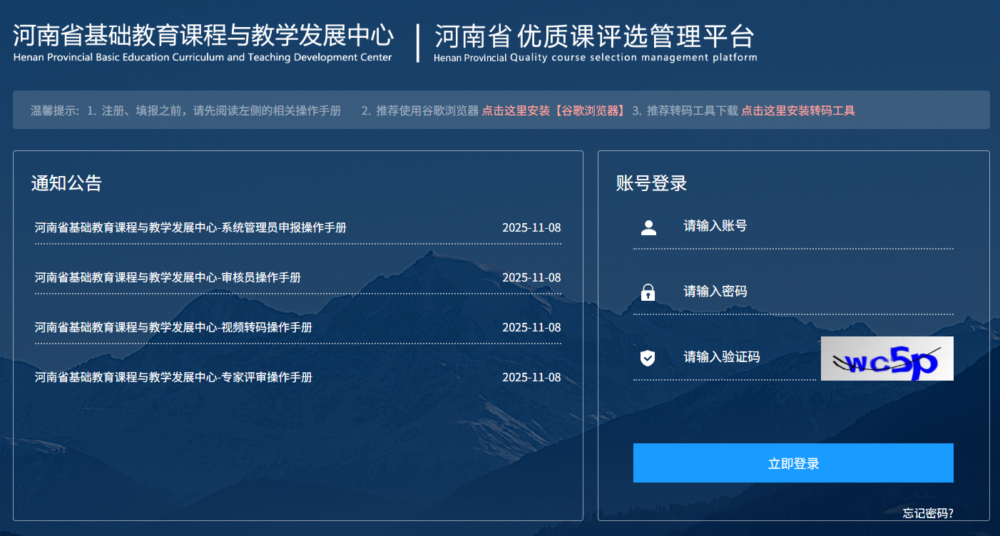 河南省基础教育课程与教学发展中心
Henan Provincial Basic Education Curriculum and Teaching Development Center
河南省 优质课评选管理平台
Henan Provincial Quality course selection management platform
温馨提示: 1. 注册、填报之前，请先阅读左侧的相关操作手册 2. 推荐使用谷歌浏览器 点击这里安装【谷歌浏览器】 3. 推荐转码工具下载 点击这里安装转码工具
通知公告
河南省基础教育课程与教学发展中心-系统管理员申报操作手册 2025-11-08
河南省基础教育课程与教学发展中心-审核员操作手册 2025-11-08
河南省基础教育课程与教学发展中心-视频转码操作手册 2025-11-08
河南省基础教育课程与教学发展中心-专家评审操作手册 2025-11-08
账号登录
请输入账号
请输入密码
请输入验证码 wc5p
立即登录
忘记密码?